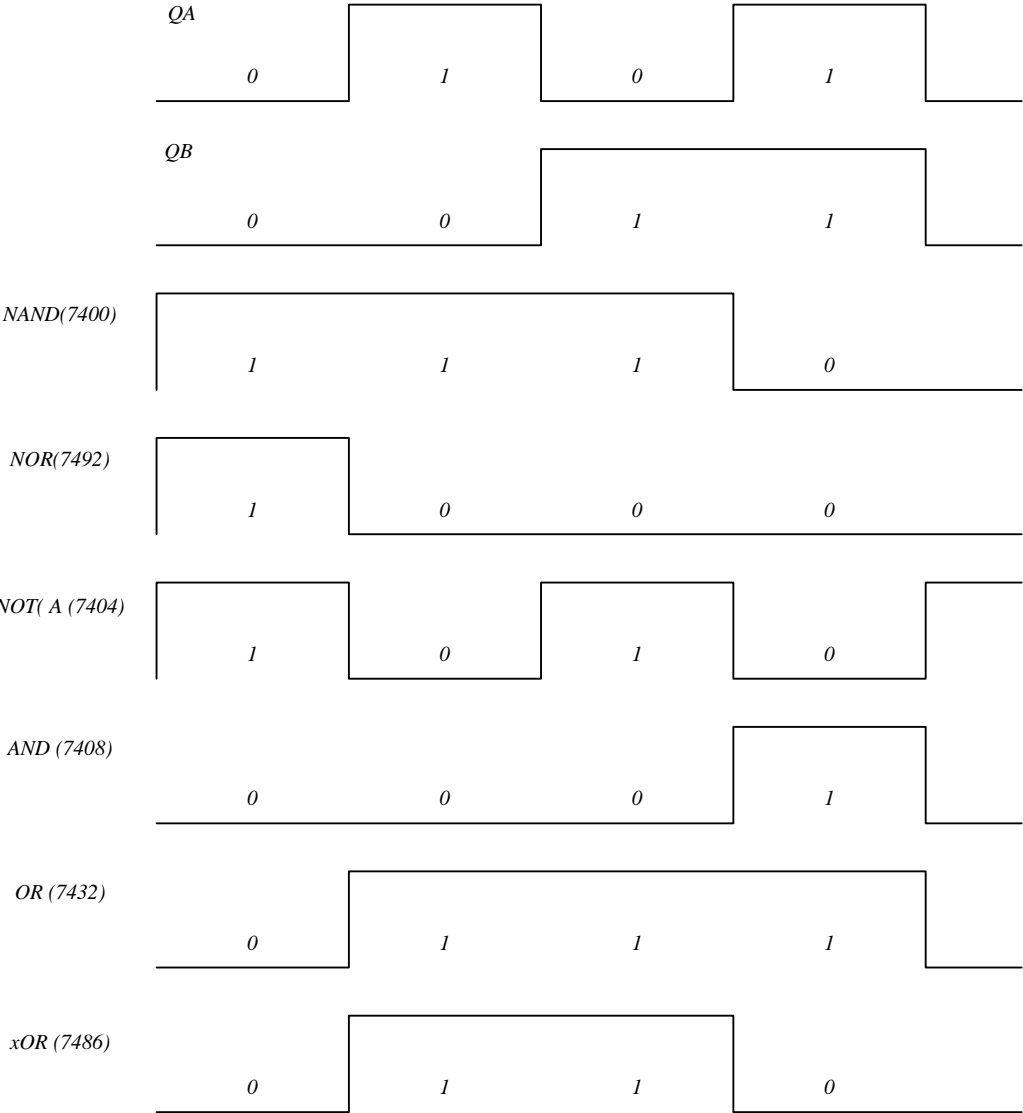 QA
0 1 0 1
QB
0 0 1 1
NAND(7400)
1 1 1 0
NOR(7492)
1 0 0 0
NOT( A (7404)
1 0 1 0
AND (7408)
0 0 0 1
OR (7432)
0 1 1 1
xOR (7486)
0 1 1 0